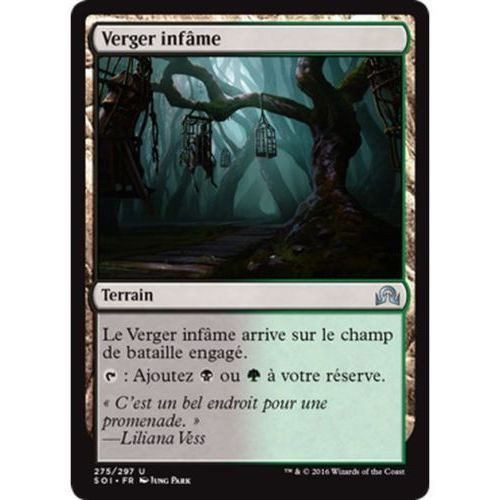 Verger infâme
Terrain
Le Verger infâme arrive sur le champ
de bataille engagé.
: Ajoutez ou à votre réserve.
« C'est un bel endroit pour une
promenade. »
—Liliana Vess
275/297 U
SOI • FR Jung Park
™ & © 2016 Wizards of the Coast